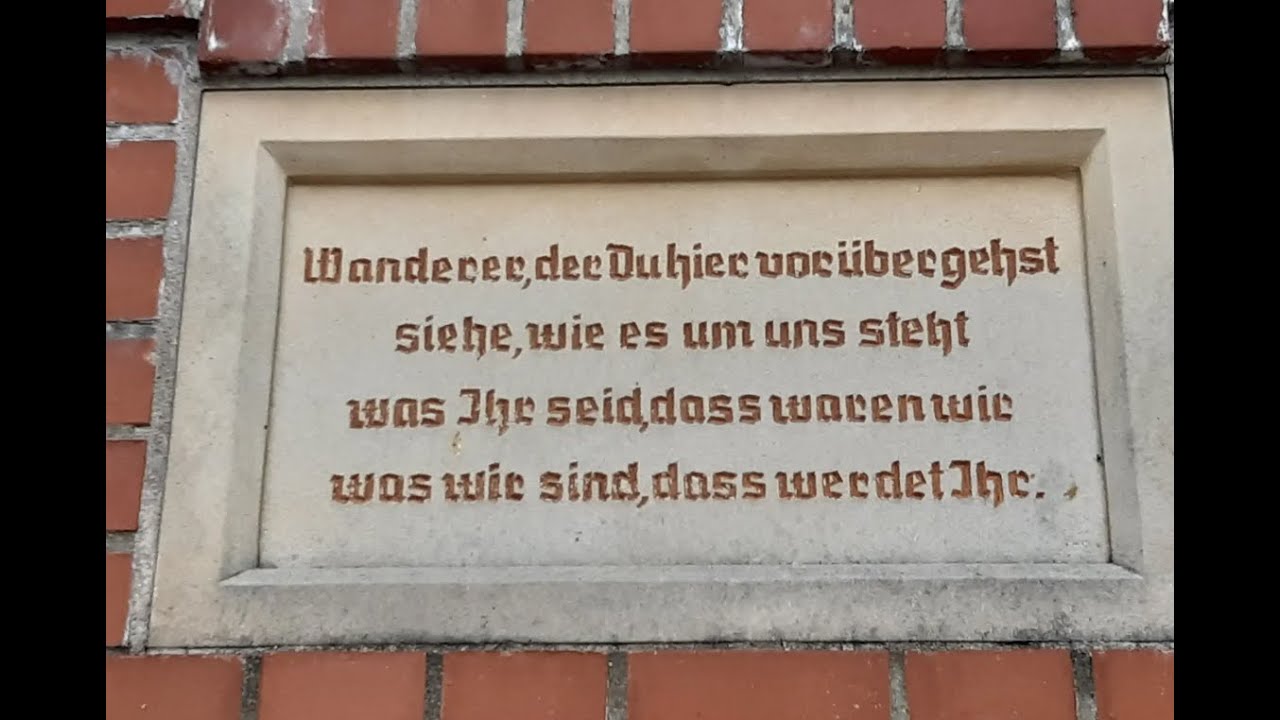 Wanderer, der Du hier vorübergehst
siehe, wie es um uns steht
was Ihr seid, dass waren wir
was wir sind, dass werdet Ihr.